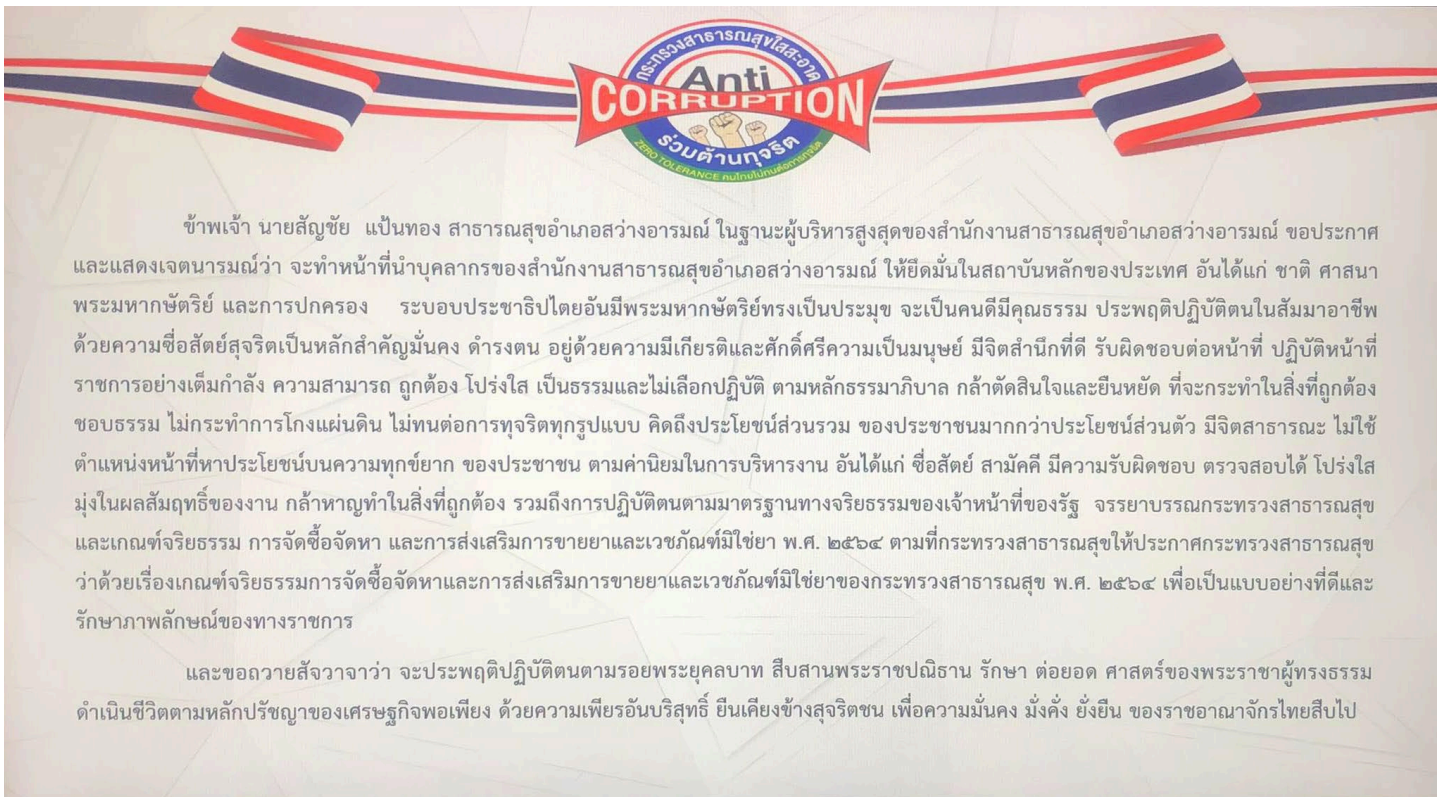 กระทรวงสาธารณสุขใสสะอาด
Anti
CORRUPTION
ร่วมต้านทุจริต
ZERO TOLERANCE คนไทยไม่ทนต่อการทุจริต
ข้าพเจ้า นายสัญชัย แป้นทอง สาธารณสุขอำเภอสว่างอารมณ์ ในฐานะผู้บริหารสูงสุดของสำนักงานสาธารณสุขอำเภอสว่างอารมณ์ ขอประกาศ
และแสดงเจตนารมณ์ว่า จะทำหน้าที่นำบุคลากรของสำนักงานสาธารณสุขอำเภอสว่างอารมณ์ ให้ยึดมั่นในสถาบันหลักของประเทศ อันได้แก่ ชาติ ศาสนา
พระมหากษัตริย์ และการปกครอง ระบอบประชาธิปไตยอันมีพระมหากษัตริย์ทรงเป็นประมุข จะเป็นคนดีมีคุณธรรม ประพฤติปฏิบัติตนในสัมมาอาชีพ
ด้วยความซื่อสัตย์สุจริตเป็นหลักสำคัญมั่นคง ดำรงตน อยู่ด้วยความมีเกียรติและศักดิ์ศรีความเป็นมนุษย์ มีจิตสำนึกที่ดี รับผิดชอบต่อหน้าที่ ปฏิบัติหน้าที่
ราชการอย่างเต็มกำลัง ความสามารถ ถูกต้อง โปร่งใส เป็นธรรมและไม่เลือกปฏิบัติ ตามหลักธรรมาภิบาล กล้าตัดสินใจและยืนหยัด ที่จะกระทำในสิ่งที่ถูกต้อง
ชอบธรรม ไม่กระทำการโกงแผ่นดิน ไม่ทนต่อการทุจริตทุกรูปแบบ คิดถึงประโยชน์ส่วนรวม ของประชาชนมากกว่าประโยชน์ส่วนตัว มีจิตสาธารณะ ไม่ใช้
ตำแหน่งหน้าที่หาประโยชน์บนความทุกข์ยาก ของประชาชน ตามค่านิยมในการบริหารงาน อันได้แก่ ซื่อสัตย์ สามัคคี มีความรับผิดชอบ ตรวจสอบได้ โปร่งใส
มุ่งในผลสัมฤทธิ์ของงาน กล้าหาญทำในสิ่งที่ถูกต้อง รวมถึงการปฏิบัติตนตามมาตรฐานทางจริยธรรมของเจ้าหน้าที่ของรัฐ จรรยาบรรณกระทรวงสาธารณสุข
และเกณฑ์จริยธรรม การจัดซื้อจัดหา และการส่งเสริมการขายยาและเวชภัณฑ์มิใช่ยา พ.ศ. ๒๕๖๔ ตามที่กระทรวงสาธารณสุขให้ประกาศกระทรวงสาธารณสุข
ว่าด้วยเรื่องเกณฑ์จริยธรรมการจัดซื้อจัดหาและการส่งเสริมการขายยาและเวชภัณฑ์มิใช่ยาของกระทรวงสาธารณสุข พ.ศ. ๒๕๖๔ เพื่อเป็นแบบอย่างที่ดีและ
รักษาภาพลักษณ์ของทางราชการ
และขอถวายสัจวาจาว่า จะประพฤติปฏิบัติตนตามรอยพระยุคลบาท สืบสานพระราชปณิธาน รักษา ต่อยอด ศาสตร์ของพระราชาผู้ทรงธรรม
ดำเนินชีวิตตามหลักปรัชญาของเศรษฐกิจพอเพียง ด้วยความเพียรอันบริสุทธิ์ ยืนเคียงข้างสุจริตชน เพื่อความมั่นคง มั่งคั่ง ยั่งยืน ของราชอาณาจักรไทยสืบไป